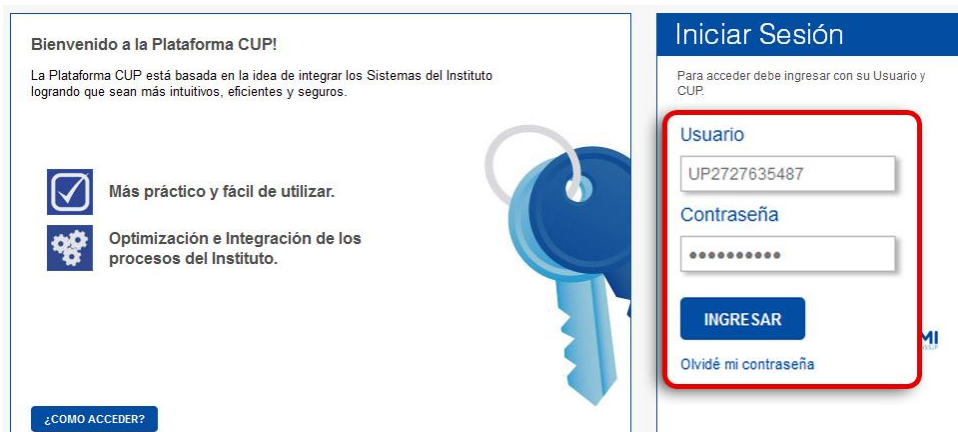 Bienvenido a la Plataforma CUP!
La Plataforma CUP está basada en la idea de integrar los Sistemas del Instituto
logrando que sean más intuitivos, eficientes y seguros.
Más práctico y fácil de utilizar.
Optimización e Integración de los
procesos del Instituto.
¿COMO ACCEDER?
Iniciar Sesión
Para acceder debe ingresar con su Usuario y
CUP.
Usuario
UP2727635487
Contraseña
••••••••••
INGRESAR
Olvidé mi contraseña